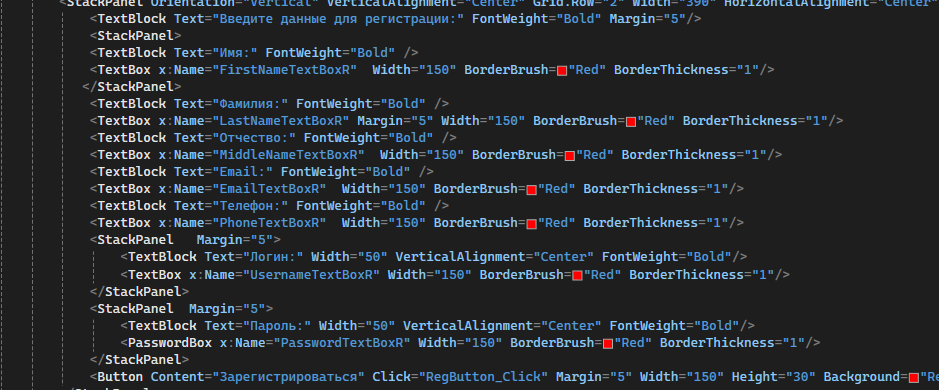 <StackPanel Orientation="Vertical" VerticalAlignment="Center" Grid.Row="2" Width="390" HorizontalAlignment="Center"
<TextBlock Text="Введите данные для регистрации:" FontWeight="Bold" Margin="5"/>
<StackPanel>
<TextBlock Text="Имя:" FontWeight="Bold" />
<TextBox x:Name="FirstNameTextBoxR"  Width="150" BorderBrush="Red" BorderThickness="1"/>
</StackPanel>
<TextBlock Text="Фамилия:" FontWeight="Bold" />
<TextBox x:Name="LastNameTextBoxR" Margin="5" Width="150" BorderBrush="Red" BorderThickness="1"/>
<TextBlock Text="Отчество:" FontWeight="Bold" />
<TextBox x:Name="MiddleNameTextBoxR"  Width="150" BorderBrush="Red" BorderThickness="1"/>
<TextBlock Text="Email:" FontWeight="Bold" />
<TextBox x:Name="EmailTextBoxR"  Width="150" BorderBrush="Red" BorderThickness="1"/>
<TextBlock Text="Телефон:" FontWeight="Bold" />
<TextBox x:Name="PhoneTextBoxR"  Width="150" BorderBrush="Red" BorderThickness="1"/>
<StackPanel   Margin="5">
<TextBlock Text="Логин:" Width="50" VerticalAlignment="Center" FontWeight="Bold"/>
<TextBox x:Name="UsernameTextBoxR" Width="150" BorderBrush="Red" BorderThickness="1"/>
</StackPanel>
<StackPanel  Margin="5">
<TextBlock Text="Пароль:" Width="50" VerticalAlignment="Center" FontWeight="Bold"/>
<PasswordBox x:Name="PasswordTextBoxR" Width="150" BorderBrush="Red" BorderThickness="1"/>
</StackPanel>
<Button Content="Зарегистрироваться" Click="RegButton_Click" Margin="5" Width="150" Height="30" Background="Re